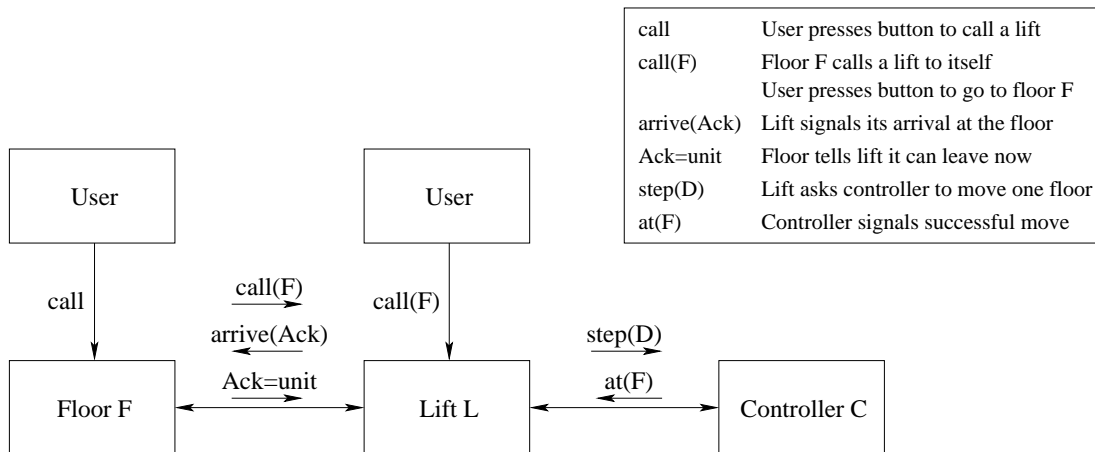 call User presses button to call a lift
call(F) Floor F calls a lift to itself
User presses button to go to floor F
arrive(Ack) Lift signals its arrival at the floor
Ack=unit Floor tells lift it can leave now
step(D) Lift asks controller to move one floor
at(F) Controller signals successful move
User
User
call
call(F)
call(F)
arrive(Ack)
step(D)
Ack=unit
at(F)
Floor F
Lift L
Controller C